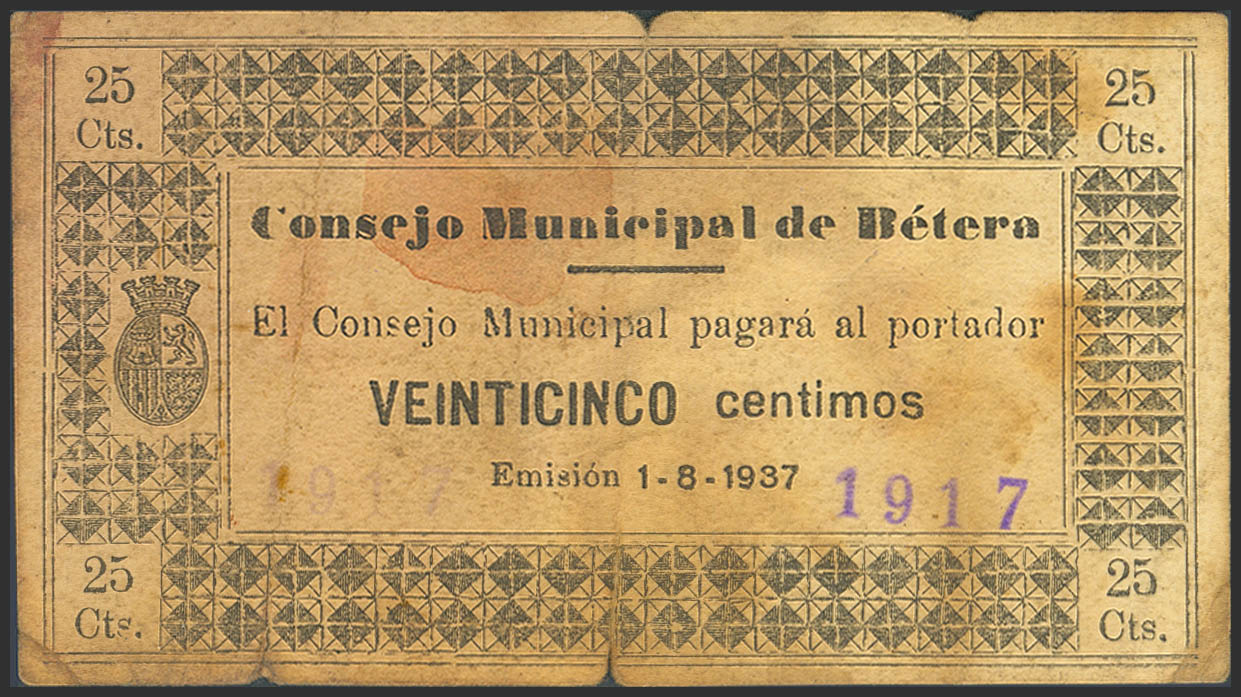 25 Cts.
25 Cts.
Consejo Municipal de Bétera
El Consejo Municipal pagará al portador
VEINTICINCO centimos
Emisión 1-8-1937
1917
1917
25 Cts.
25 Cts.